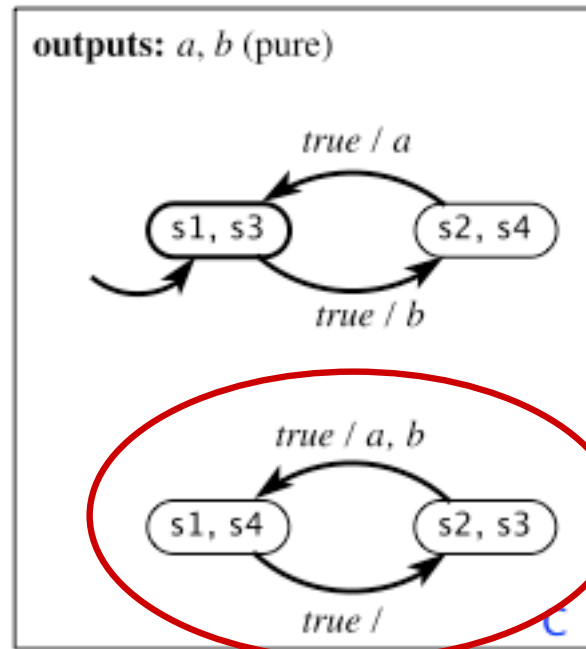 outputs: a, b (pure)
true / a
s1, s3 s2, s4
true / b
true / a, b
s1, s4 s2, s3
true /
C